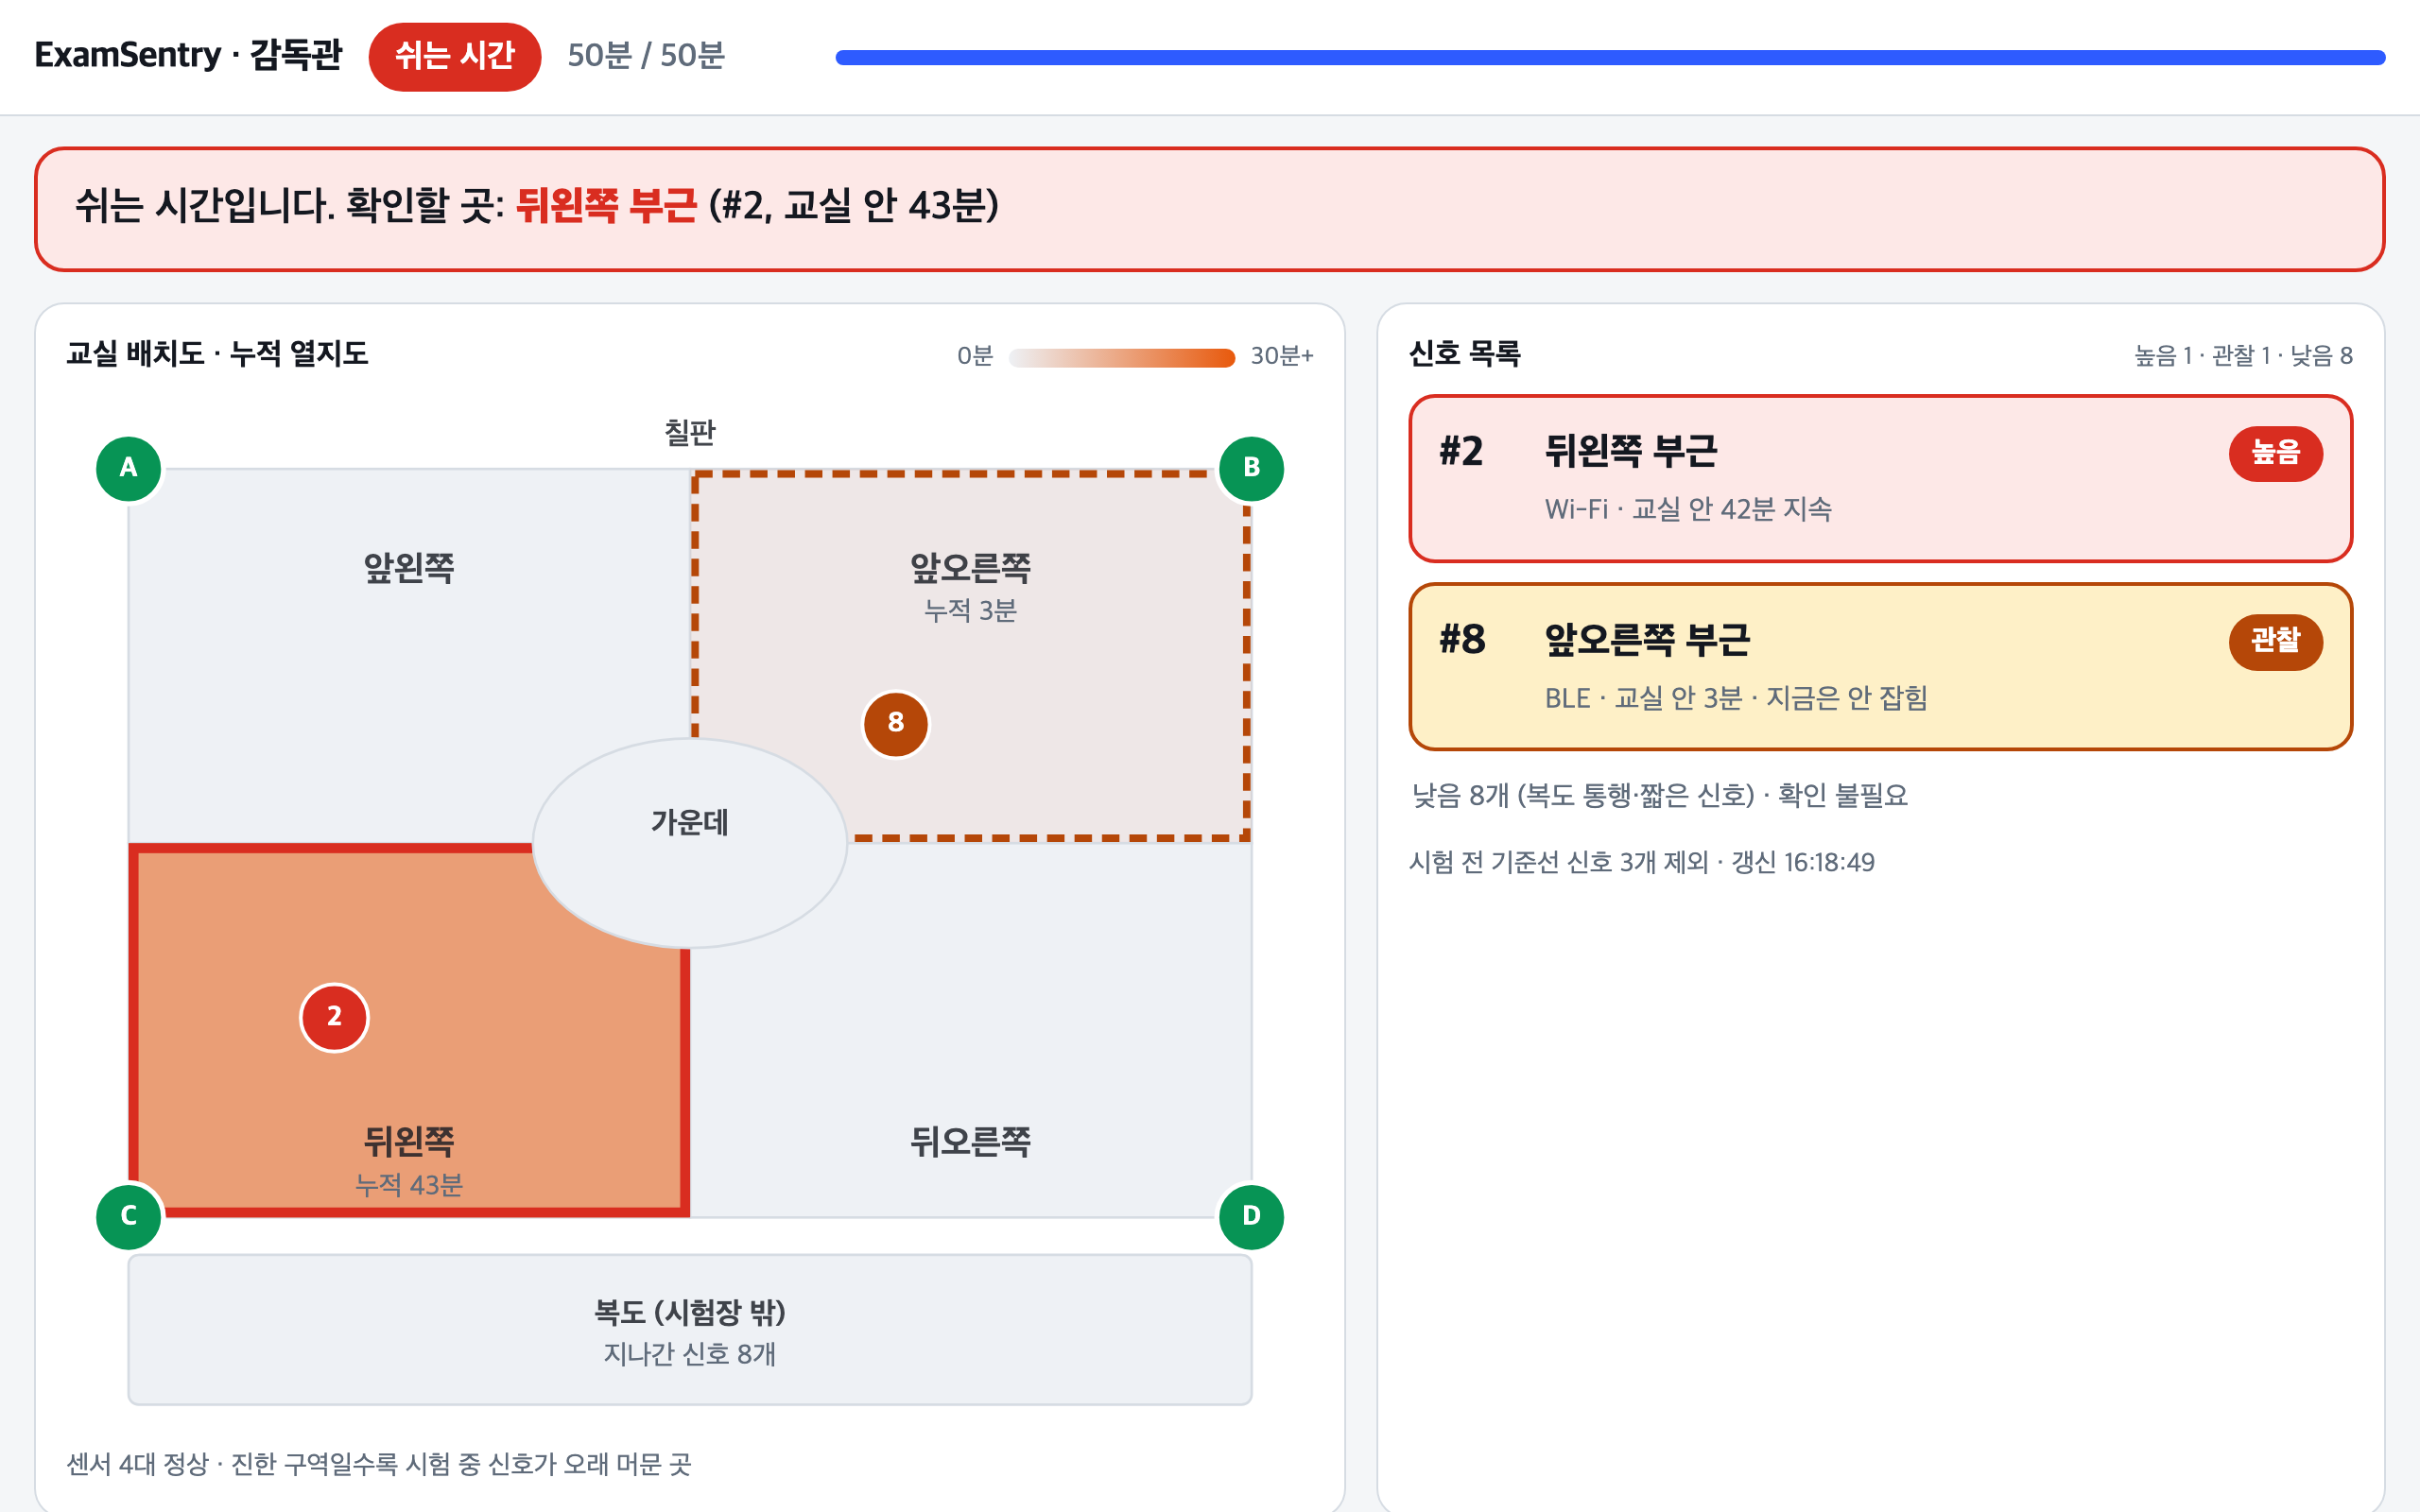 ExamSentry · 감독관
쉬는 시간
50분 / 50분
쉬는 시간입니다. 확인할 곳: 뒤왼쪽 부근 (#2, 교실 안 43분)
교실 배치도 · 누적 열지도
0분
30분+
칠판
A
B
앞왼쪽
앞오른쪽
누적 3분
8
가운데
2
뒤왼쪽
누적 43분
뒤오른쪽
C
D
복도 (시험장 밖)
지나간 신호 8개
센서 4대 정상 · 진한 구역일수록 시험 중 신호가 오래 머문 곳
신호 목록
높음 1 · 관찰 1 · 낮음 8
#2
뒤왼쪽 부근
높음
Wi-Fi · 교실 안 42분 지속
#8
앞오른쪽 부근
관찰
BLE · 교실 안 3분 · 지금은 안 잡힘
낮음 8개 (복도 통행·짧은 신호) · 확인 불필요
시험 전 기준선 신호 3개 제외 · 갱신 16:18:49